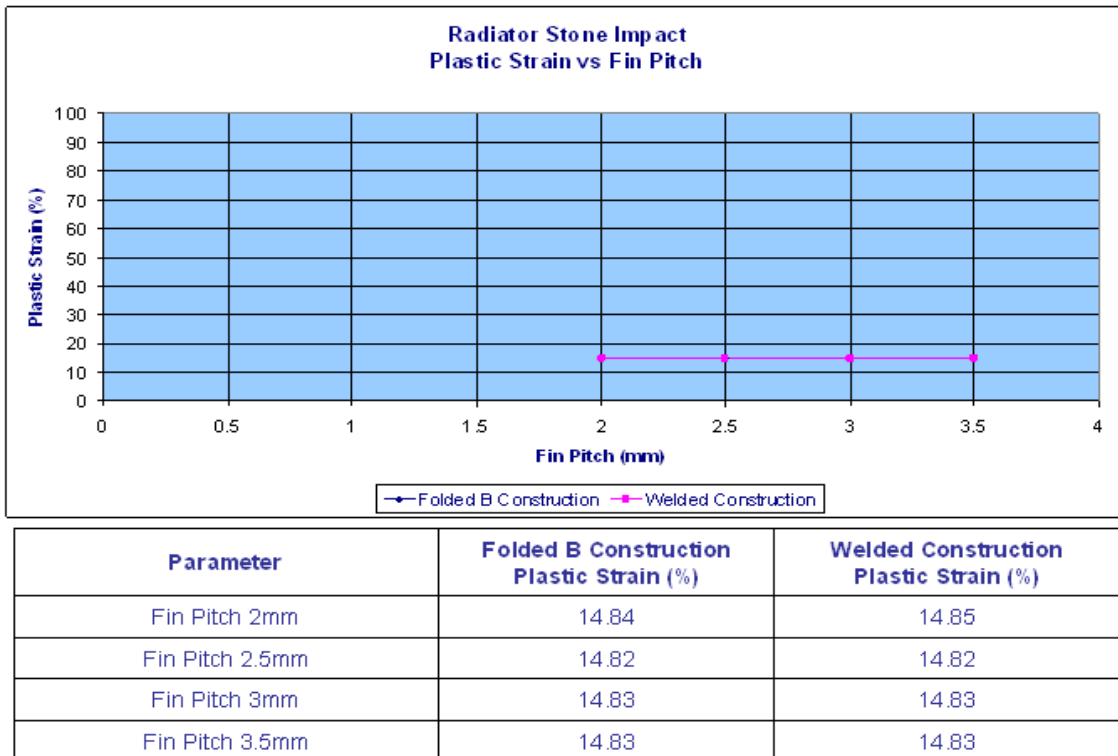 Radiator Stone Impact
Plastic Strain vs Fin Pitch
100
90
80
70
60
50
40
30
20
10
0
Plastic Strain (%)
0 0.5 1 1.5 2 2.5 3 3.5 4
Fin Pitch (mm)
Folded B Construction Welded Construction
Parameter Folded B Construction Plastic Strain (%) Welded Construction Plastic Strain (%)
Fin Pitch 2mm 14.84 14.85
Fin Pitch 2.5mm 14.82 14.82
Fin Pitch 3mm 14.83 14.83
Fin Pitch 3.5mm 14.83 14.83